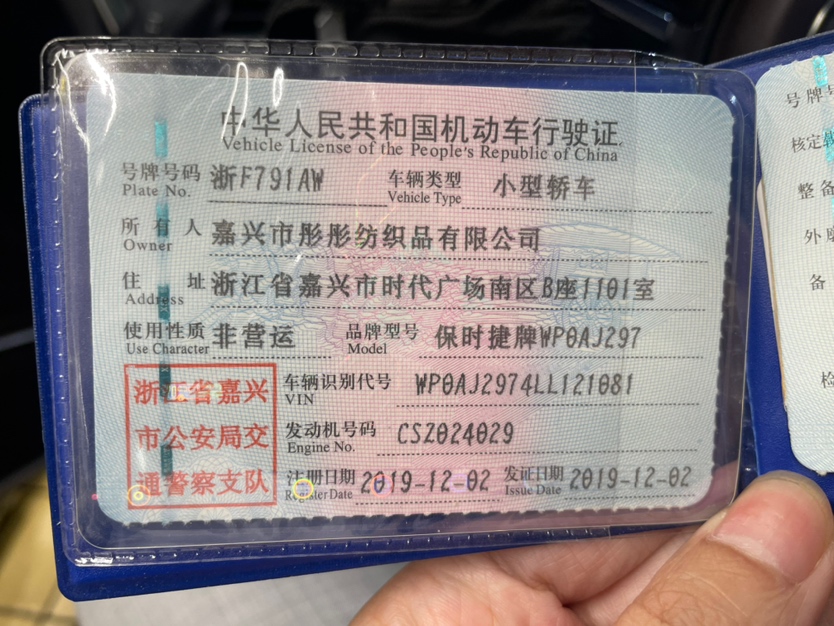 中华人民共和国机动车行驶证
Vehicle License of the People's Republic of China
号牌号码 浙F791AW 车辆类型 小型轿车
Plate No. Vehicle Type
所有人 嘉兴市彤彤纺织品有限公司
Owner
住址 浙江省嘉兴市时代广场南区B座1101室
Address
使用性质 非营运 品牌型号 保时捷牌WP0AJ297
Use Character Model
浙江省嘉兴
市公安局交
通警察支队
车辆识别代号 WP0AJ2974LL121081
VIN
发动机号码 CSZ024029
Engine No.
注册日期 2019-12-02 发证日期 2019-12-02
Register Date Issue Date
号牌号
核定
整备
外
备
检